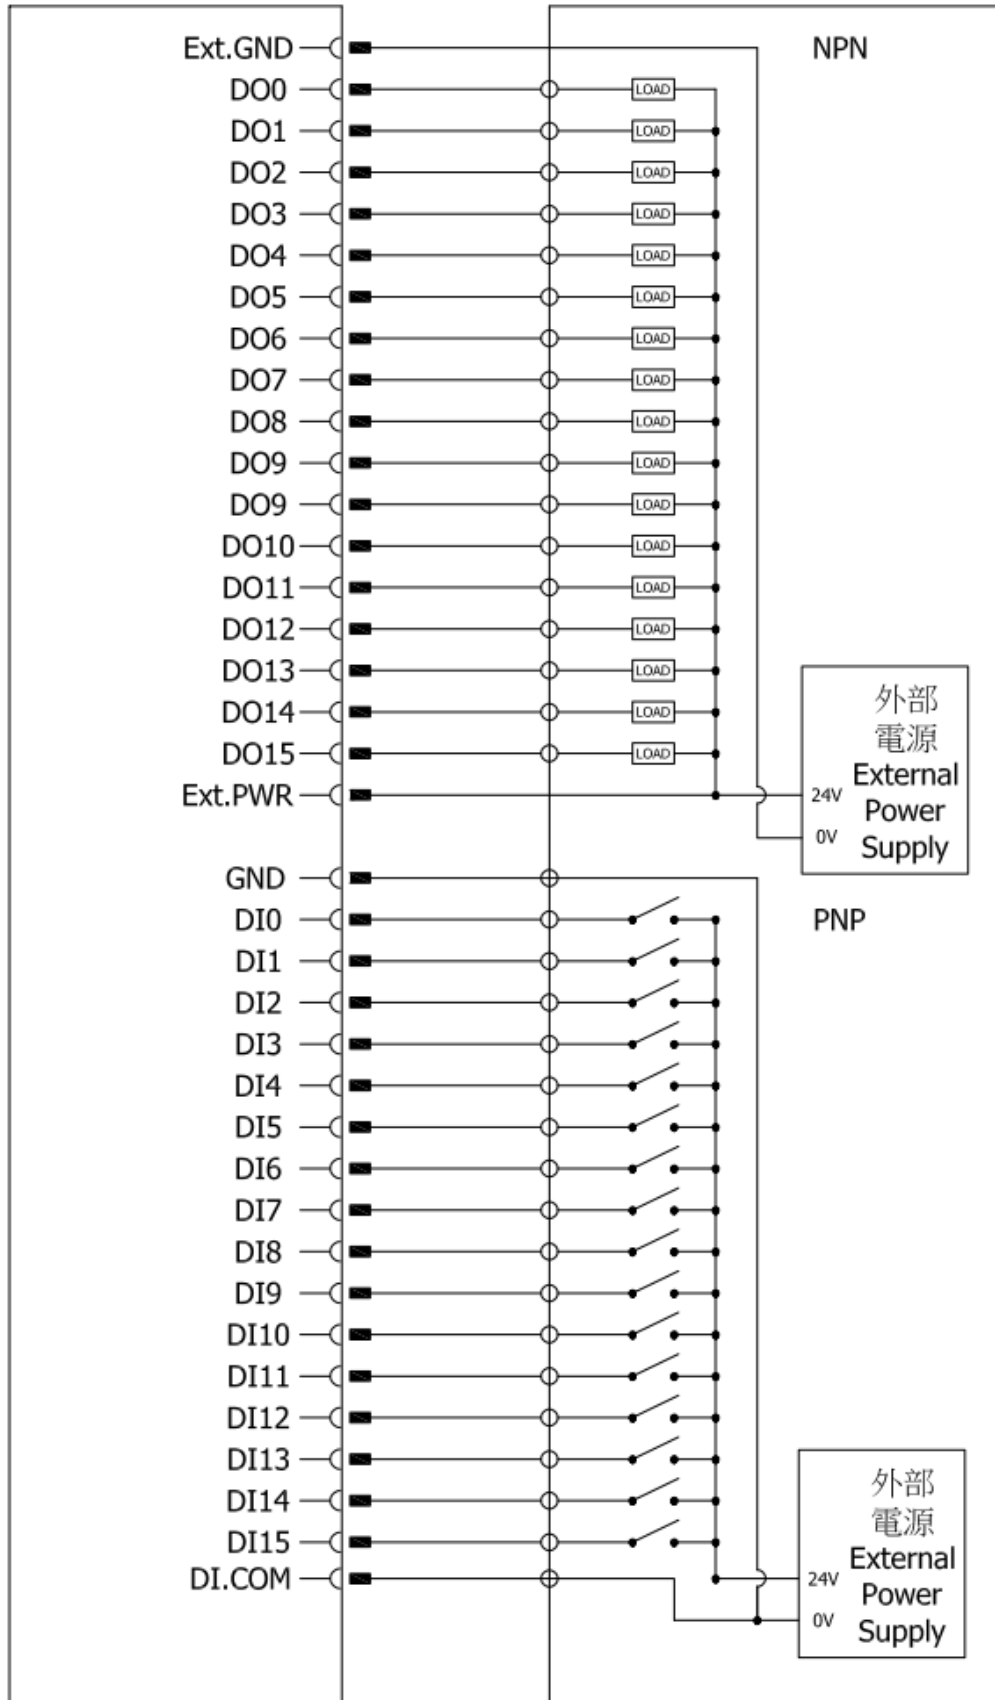 Ext.GND
NPN
DO0 LOAD
DO1 LOAD
DO2 LOAD
DO3 LOAD
DO4 LOAD
DO5 LOAD
DO6 LOAD
DO7 LOAD
DO8 LOAD
DO9 LOAD
DO9 LOAD
DO10 LOAD
DO11 LOAD
DO12 LOAD
DO13 LOAD
DO14 LOAD
DO15 LOAD
Ext.PWR
外部
電源
External
Power
Supply
24V
0V
GND
PNP
DI0
DI1
DI2
DI3
DI4
DI5
DI6
DI7
DI8
DI9
DI10
DI11
DI12
DI13
DI14
DI15
DI.COM
外部
電源
External
Power
Supply
24V
0V